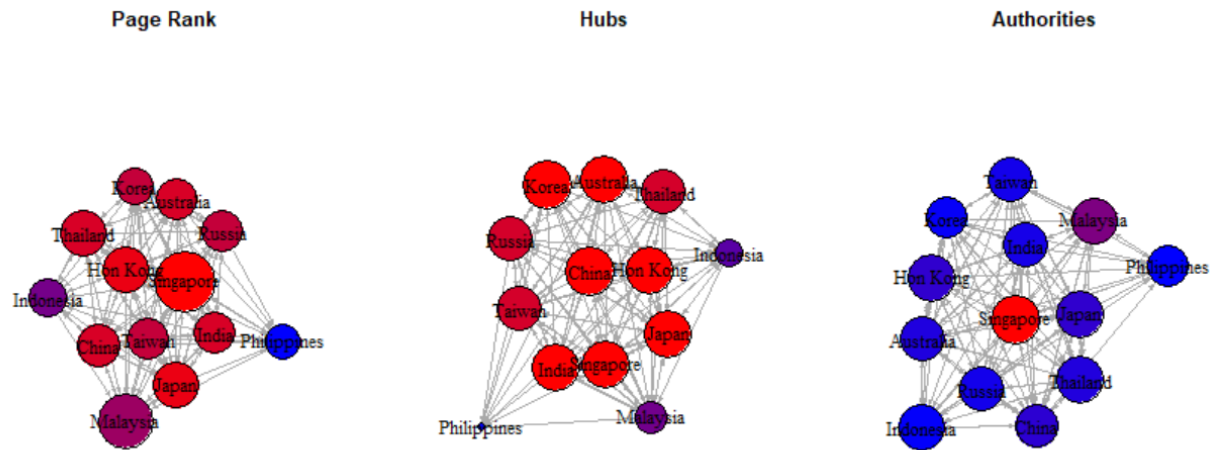 Page Rank
Hubs
Authorities
Korea
Australia
Thailand
Russia
Hon Kong
Singapore
Indonesia
China
Taiwan
India
Philippines
Japan
Malaysia
Korea
Australia
Thailand
Russia
Indonesia
China
Hon Kong
Taiwan
Japan
India
Singapore
Malaysia
Philippines
Taiwan
Korea
Malaysia
India
Philippines
Hon Kong
Singapore
Japan
Australia
Thailand
Russia
Indonesia
China